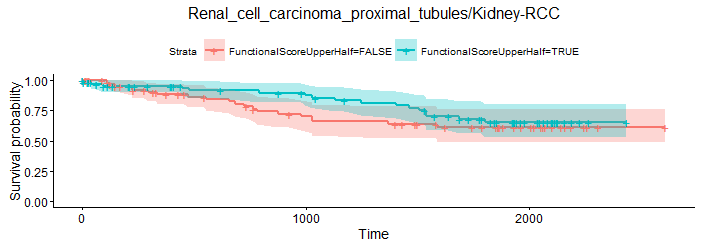 Renal_cell_carcinoma_proximal_tubules/Kidney-RCC
Strata FunctionalScoreUpperHalf=FALSE FunctionalScoreUpperHalf=TRUE
Survival probability
1.00
0.75
0.50
0.25
0.00
0 1000 2000
Time